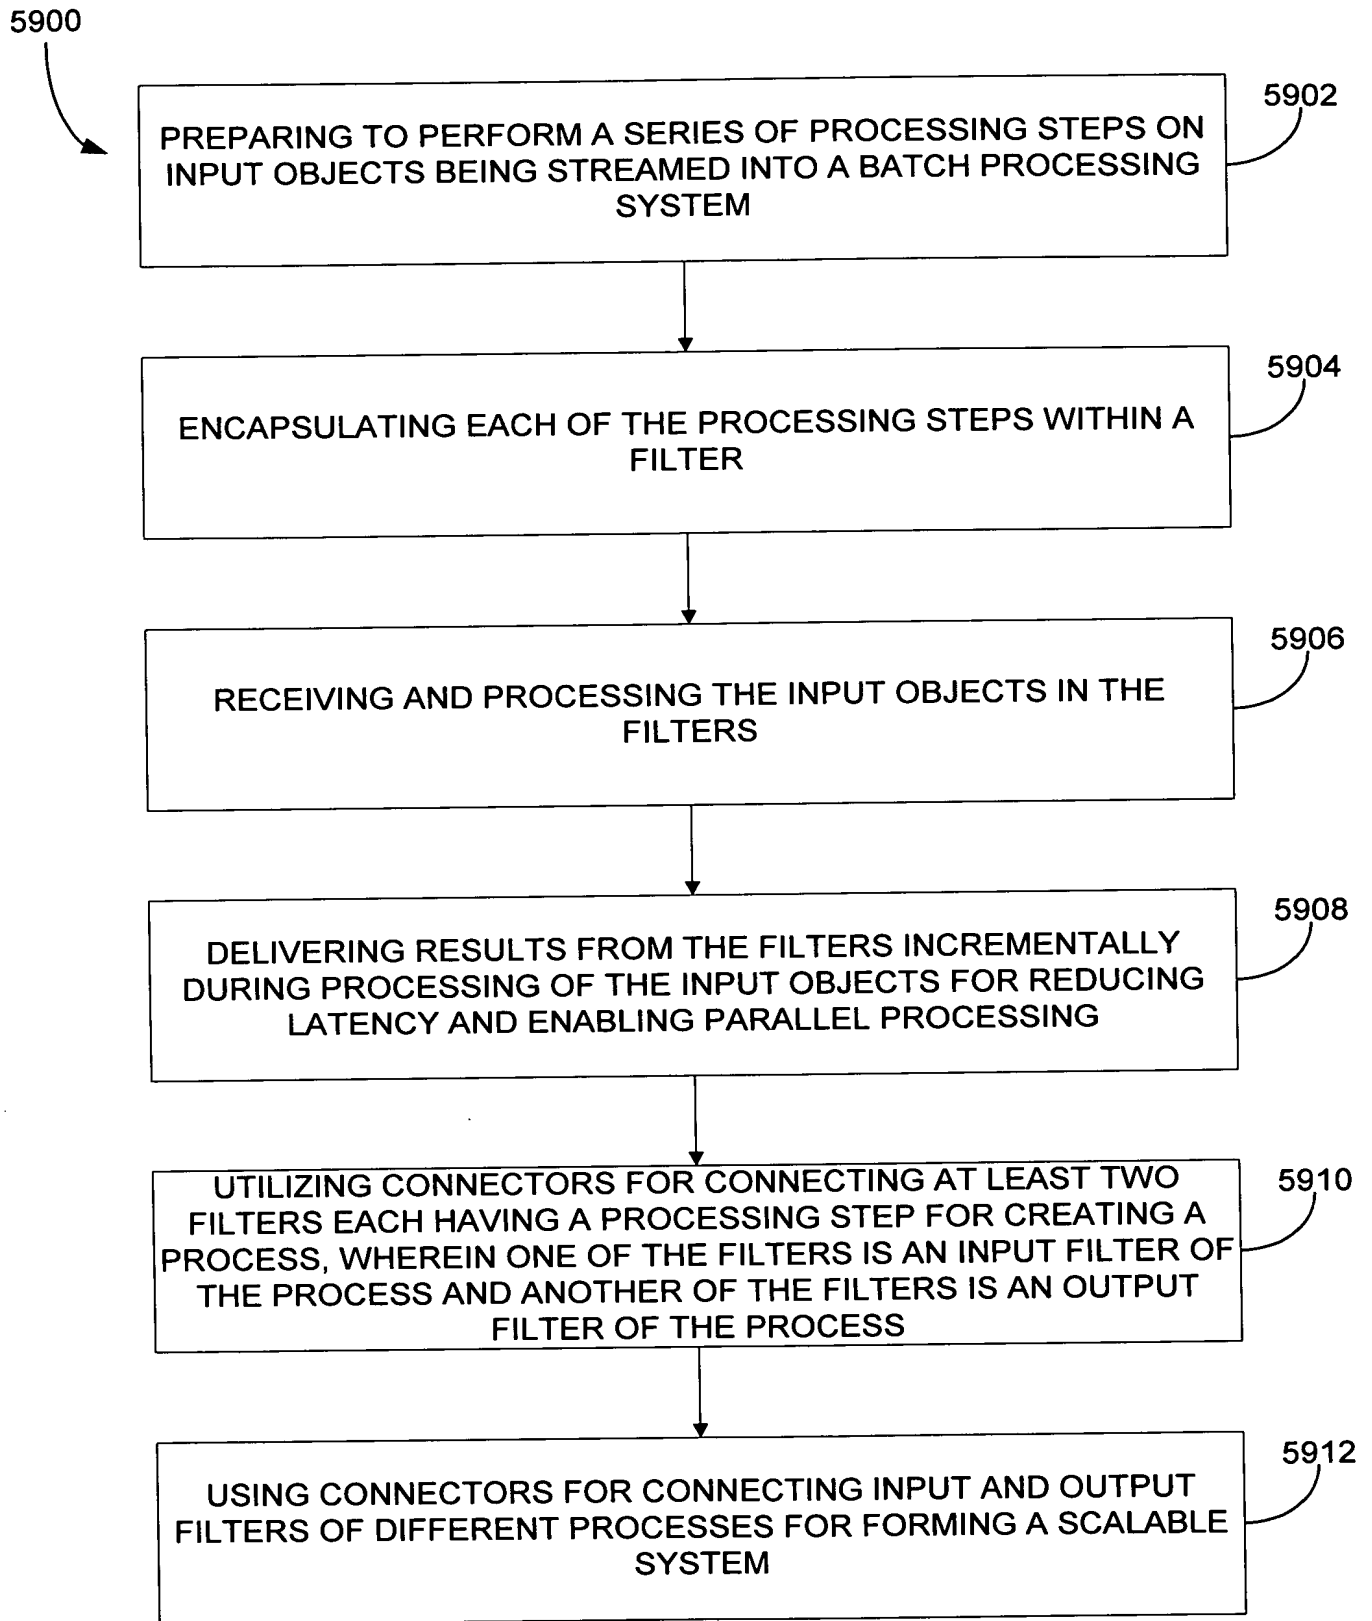 5900
5902
PREPARING TO PERFORM A SERIES OF PROCESSING STEPS ON
INPUT OBJECTS BEING STREAMED INTO A BATCH PROCESSING
SYSTEM
5904
ENCAPSULATING EACH OF THE PROCESSING STEPS WITHIN A
FILTER
5906
RECEIVING AND PROCESSING THE INPUT OBJECTS IN THE
FILTERS
5908
DELIVERING RESULTS FROM THE FILTERS INCREMENTALLY
DURING PROCESSING OF THE INPUT OBJECTS FOR REDUCING
LATENCY AND ENABLING PARALLEL PROCESSING
5910
UTILIZING CONNECTORS FOR CONNECTING AT LEAST TWO
FILTERS EACH HAVING A PROCESSING STEP FOR CREATING A
PROCESS, WHEREIN ONE OF THE FILTERS IS AN INPUT FILTER OF
THE PROCESS AND ANOTHER OF THE FILTERS IS AN OUTPUT
FILTER OF THE PROCESS
5912
USING CONNECTORS FOR CONNECTING INPUT AND OUTPUT
FILTERS OF DIFFERENT PROCESSES FOR FORMING A SCALABLE
SYSTEM